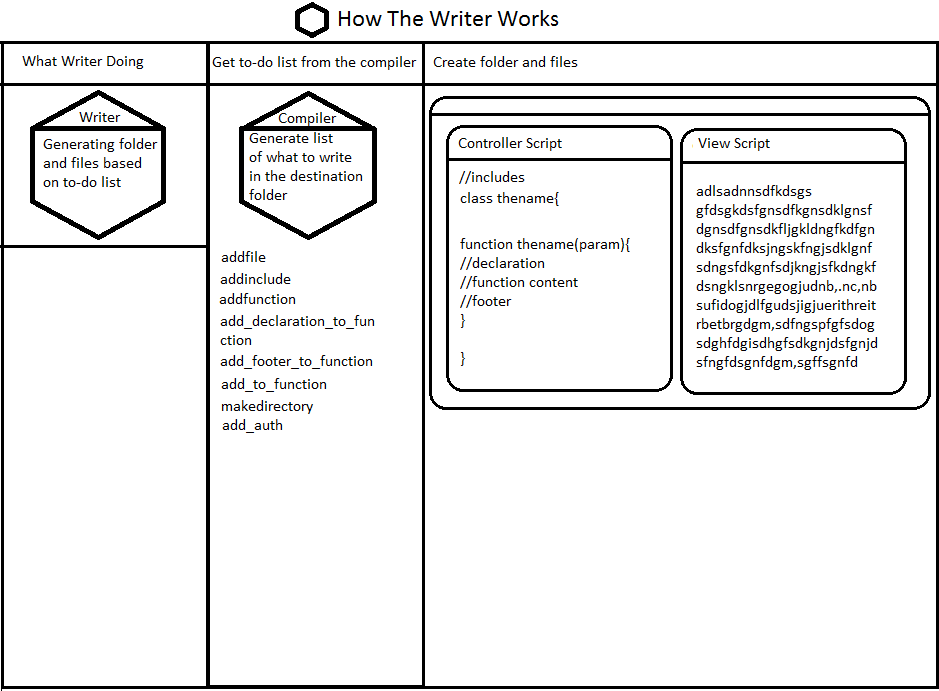 How The Writer Works
What Writer Doing
Get to-do list from the compiler
Create folder and files
Writer
Generating folder
and files based
on to-do list
Compiler
Generate list
of what to write
in the destination
folder
addfile
addinclude
addfunction
add_declaration_to_fun
ction
add_footer_to_function
add_to_function
makedirectory
add_auth
Controller Script
//includes
class thename{
function thename(param){
//declaration
//function content
//footer
}
}
View Script
adlsadnnsdfkdsgs
gfdsgkdsfgnsdfkgnsdklgnsf
dgnsdfgnsdkfljgkldngfkdfgn
dksfgnfdksjngskfngjsdklgnf
sdngsfdkgnfsdjkngjsfkdngkf
dsngklsnrgegogjudnb,.nc,nb
sufidogjdlfgudsjigjuerithreit
rbetbrgdgm,sdfngspfgfsdog
sdghfdgisdhgfsdkgnjdsfgnjd
sfngfdsgnfdgm,sgffsgnfd